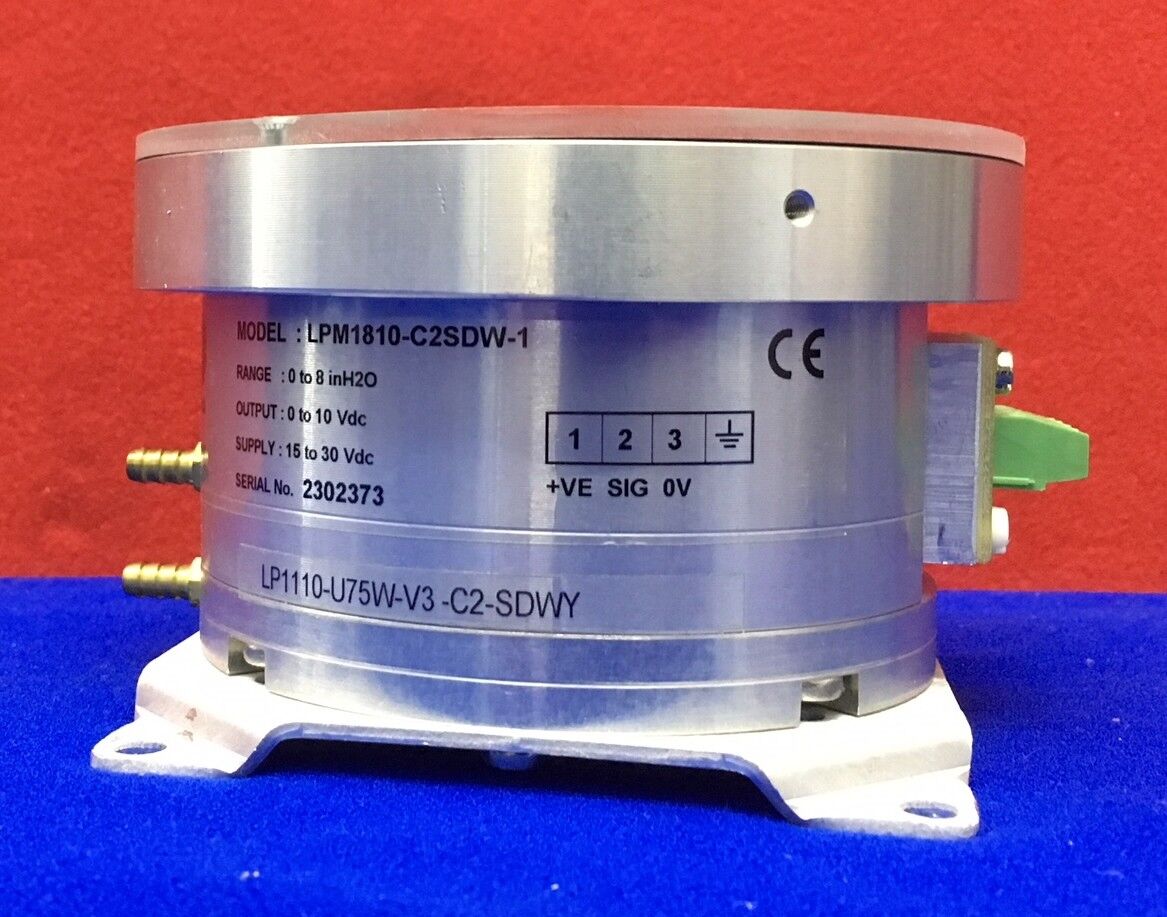 MODEL : LPM1810-C2SDW-1
RANGE : 0 to 8 inH2O
OUTPUT : 0 to 10 Vdc
SUPPLY : 15 to 30 Vdc
SERIAL No. 2302373
CE
1 2 3
+VE SIG 0V
LP1110-U75W-V3 -C2-SDWY